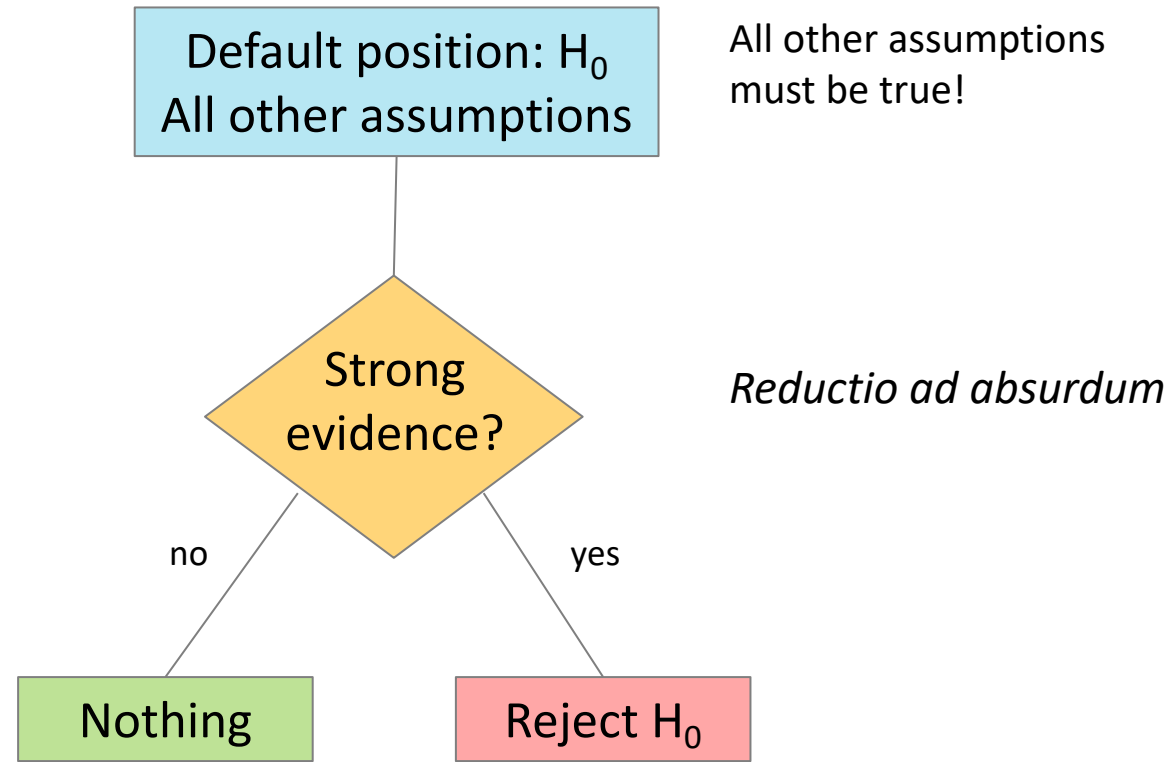 Default position: H₀
All other assumptions
All other assumptions
must be true!
Strong
evidence?
Reductio ad absurdum
no
yes
Nothing
Reject H₀